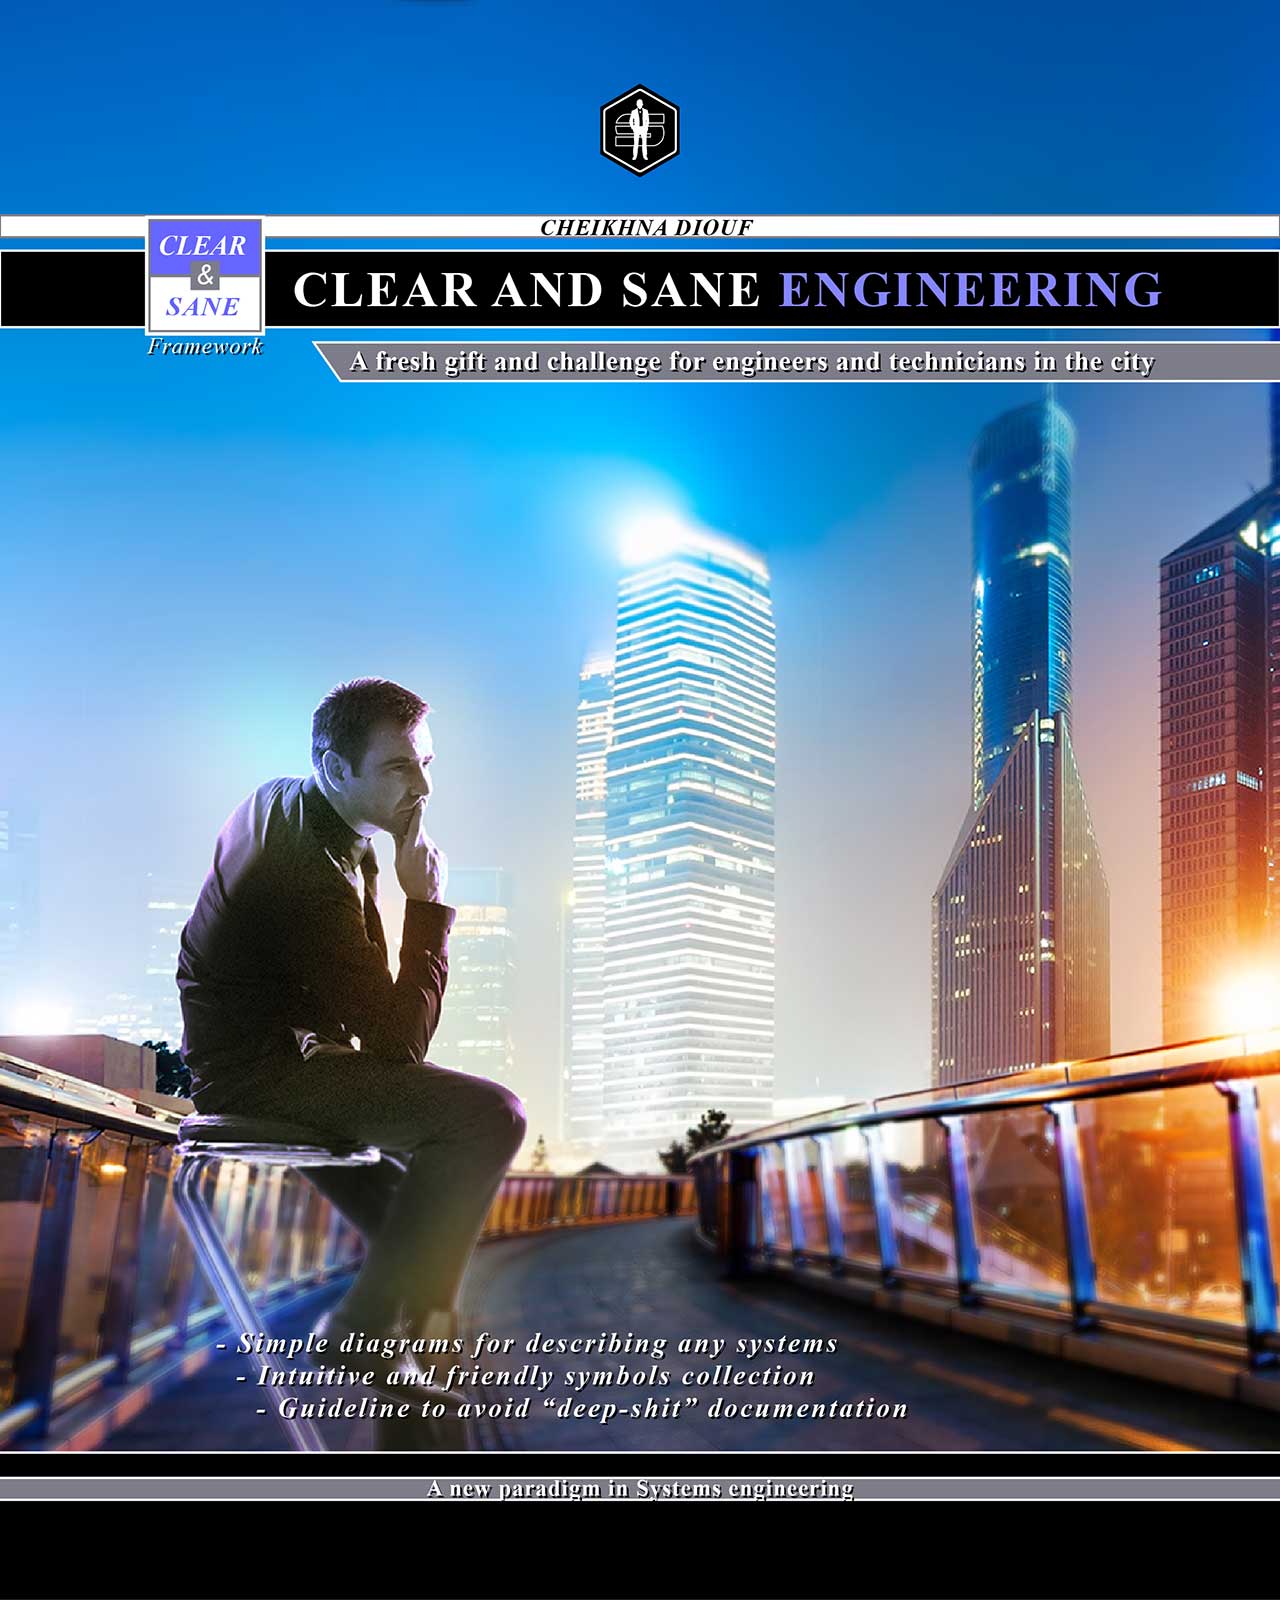 CHEIKHNA DIOUF
CLEAR
&
SANE
Framework
CLEAR AND SANE ENGINEERING
A fresh gift and challenge for engineers and technicians in the city
- Simple diagrams for describing any systems
- Intuitive and friendly symbols collection
- Guideline to avoid “deep-shit” documentation
A new paradigm in Systems engineering